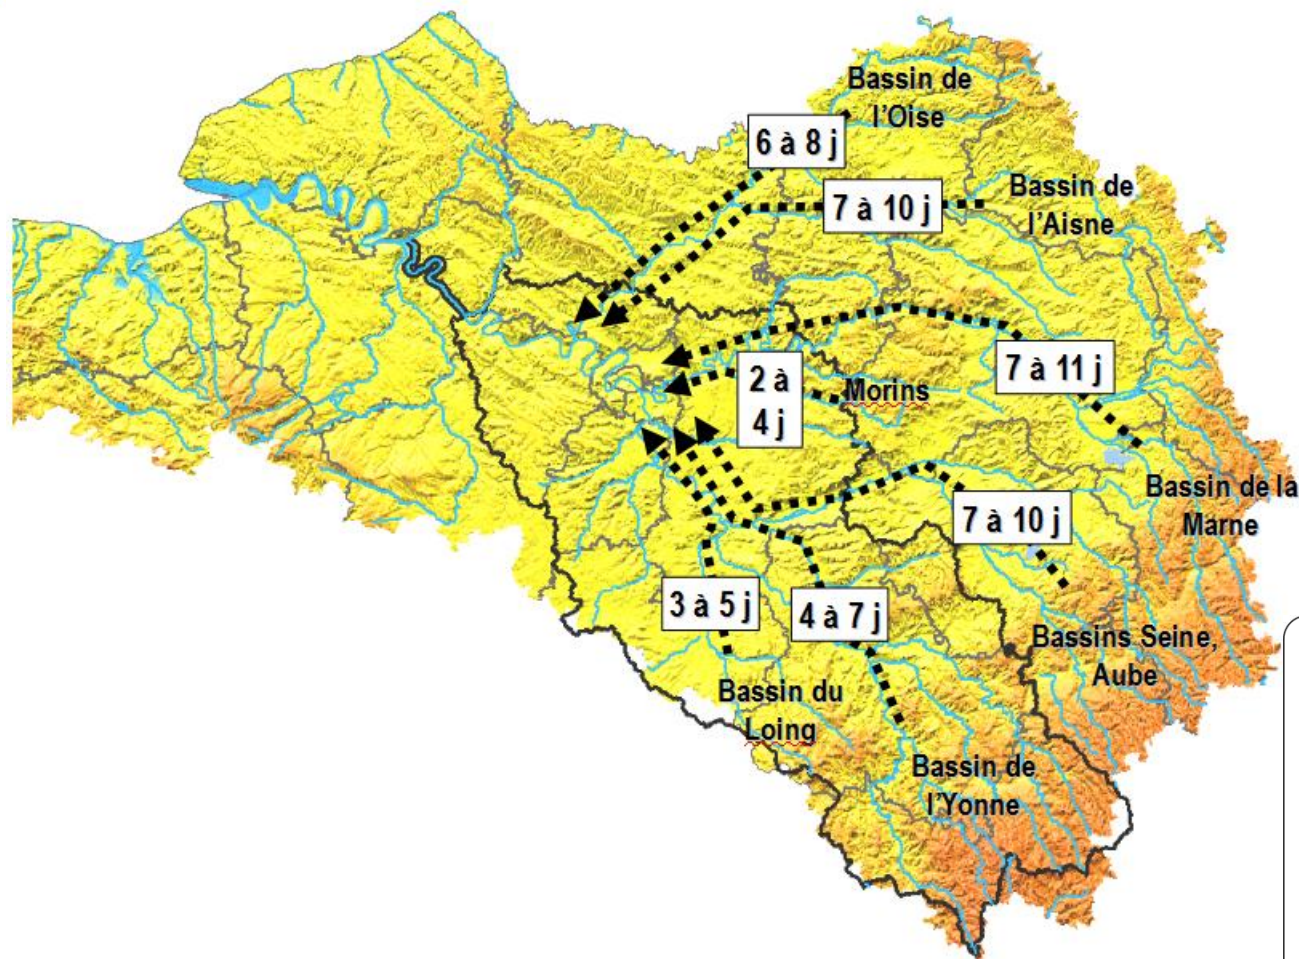 Bassin de
l'Oise
6 à 8 j
Bassin de
l'Aisne
7 à 10 j
7 à 11 j
2 à
4 j
Morins
Bassin de la
Marne
7 à 10 j
3 à 5 j
4 à 7 j
Bassins Seine,
Aube
Bassin du
Loing
Bassin de
l'Yonne